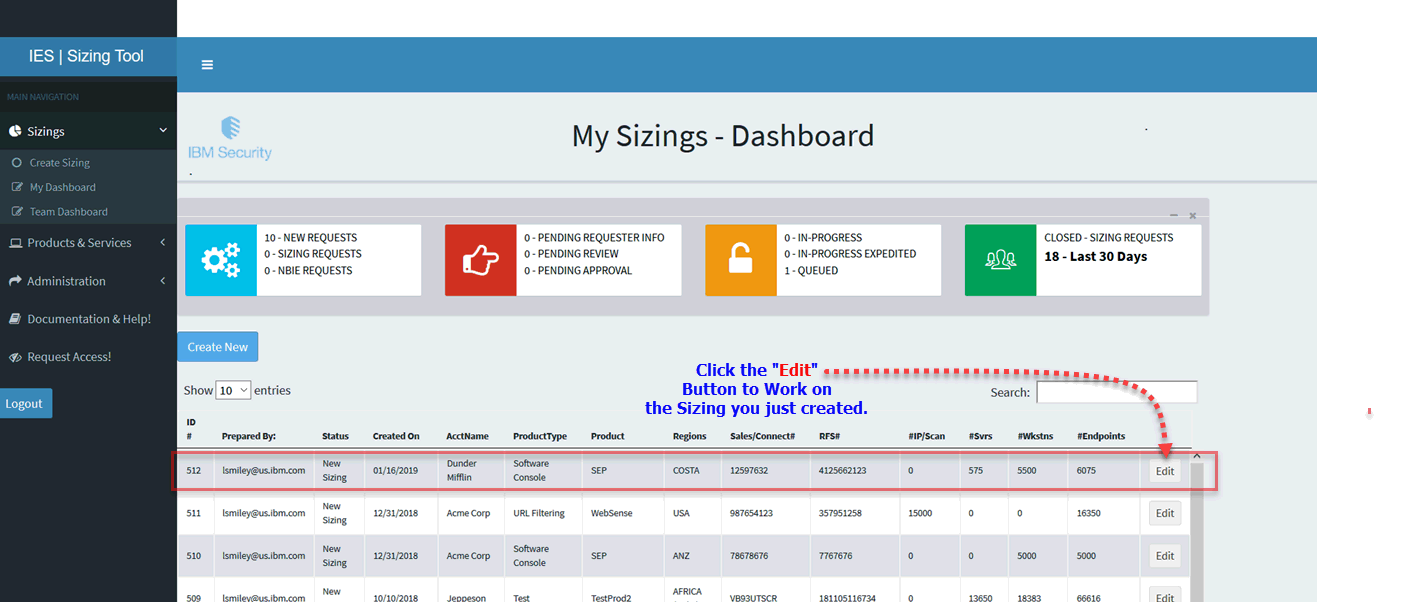 IES | Sizing Tool
MAIN NAVIGATION
Sizings
Create Sizing
My Dashboard
Team Dashboard
Products & Services
Administration
Documentation & Help!
Request Access!
Logout
IBM Security
My Sizings - Dashboard
10 - NEW REQUESTS
0 - SIZING REQUESTS
0 - NBIE REQUESTS
0 - PENDING REQUESTER INFO
0 - PENDING REVIEW
0 - PENDING APPROVAL
0 - IN-PROGRESS
0 - IN-PROGRESS EXPEDITED
1 - QUEUED
CLOSED - SIZING REQUESTS
18 - Last 30 Days
Create New
Click the "Edit"
Button to Work on
the Sizing you just created.
Show 10 entries
Search:
ID # Prepared By: Status Created On AcctName ProductType Product Regions Sales/Connect# RFS# #IP/Scan #Svrs #Wkstns #Endpoints
512 lsmiley@us.ibm.com New Sizing 01/16/2019 Dunder Mifflin Software Console SEP COSTA 12597632 4125662123 0 575 5500 6075 Edit
511 lsmiley@us.ibm.com New Sizing 12/31/2018 Acme Corp URL Filtering WebSense USA 987654123 357951258 15000 0 0 16350 Edit
510 lsmiley@us.ibm.com New Sizing 12/31/2018 Acme Corp Software Console SEP ANZ 78678676 7767676 0 0 5000 5000 Edit
509 lsmiley@us.ibm.com New 10/10/2018 Jeppeson Test TestProd2 AFRICA VB93UTSCR 181105116734 0 13650 18383 66616 Edit